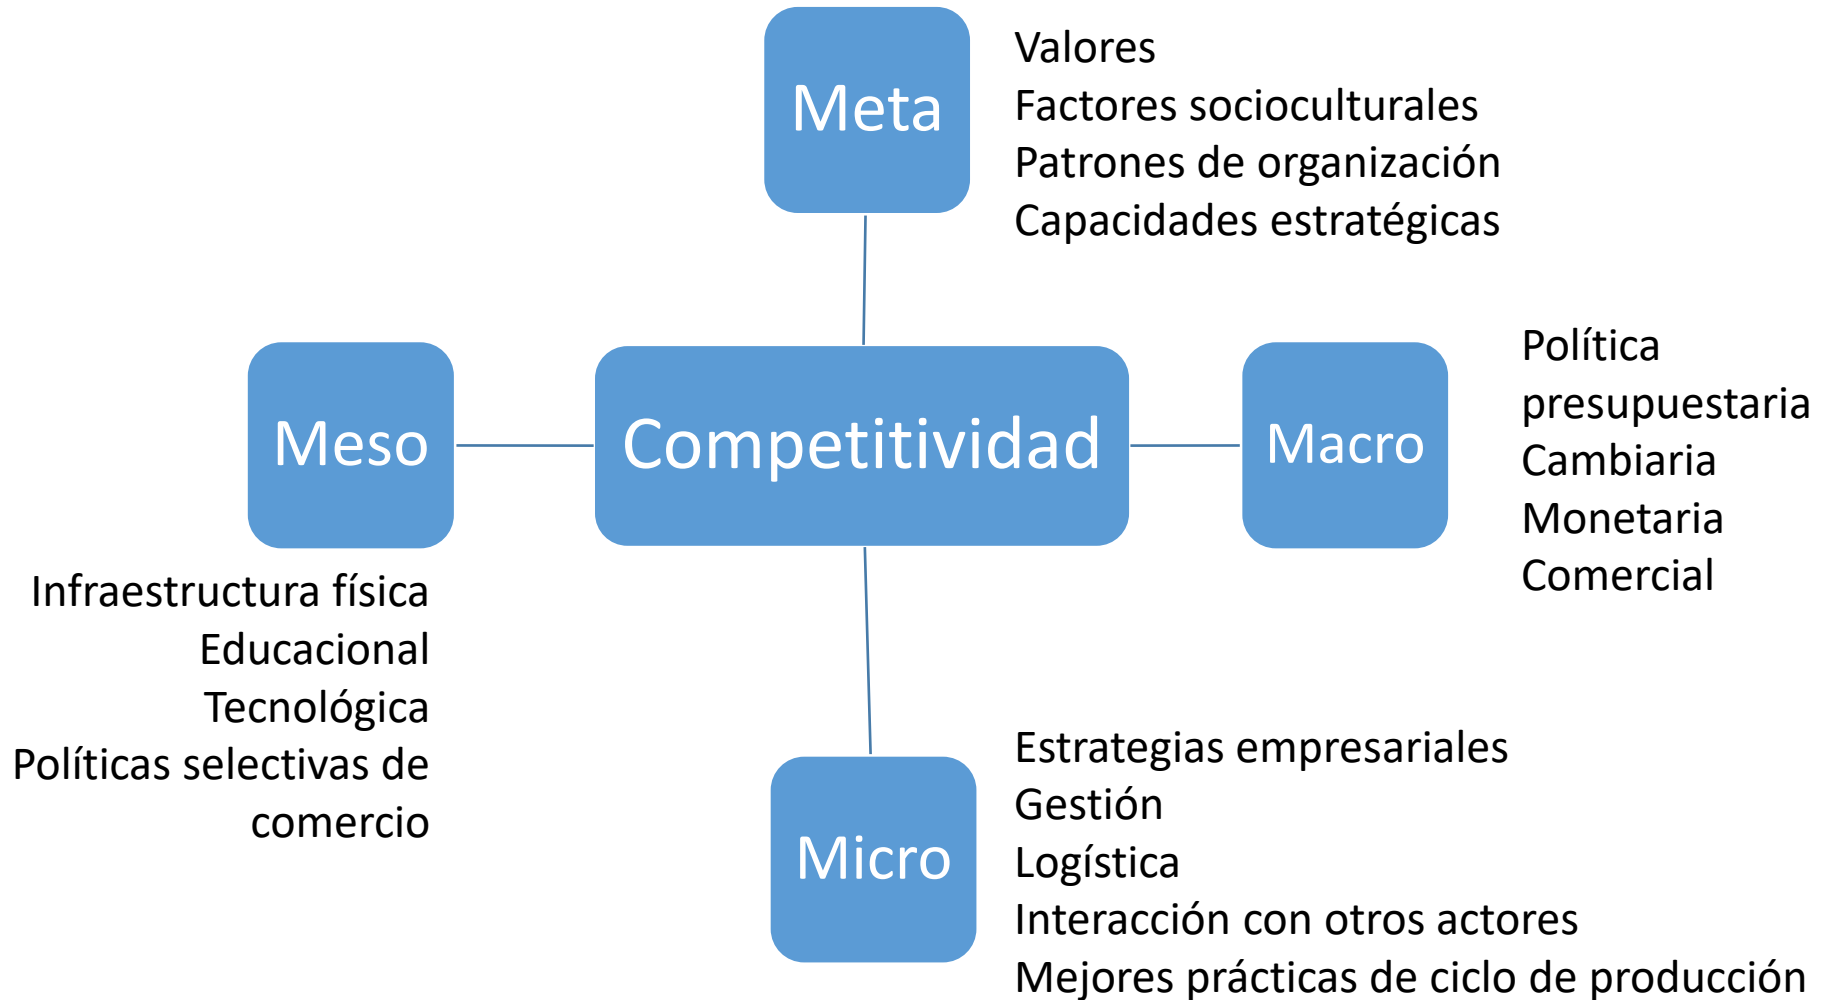 Meta
Valores
Factores socioculturales
Patrones de organización
Capacidades estratégicas
Meso
Competitividad
Macro
Política
presupuestaria
Cambiaria
Monetaria
Comercial
Infraestructura física
Educacional
Tecnológica
Políticas selectivas de
comercio
Micro
Estrategias empresariales
Gestión
Logística
Interacción con otros actores
Mejores prácticas de ciclo de producción